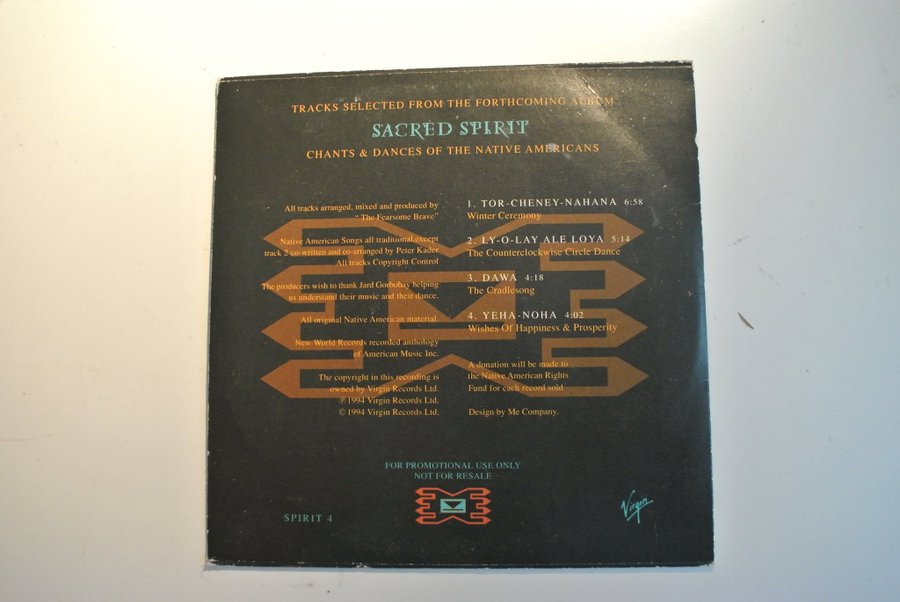 TRACKS SELECTED FROM THE FORTHCOMING ALBUM
SACRED SPIRIT
CHANTS & DANCES OF THE NATIVE AMERICANS
All tracks arranged, mixed and produced by
"The Fearsome Brave"
Native American Songs all traditional except
track 2 co-written and co-arranged by Peter Kader
All tracks Copyright Control
The producers wish to thank Jard helping
us understand their music and their dance.
All original Native American material.
New World Records recorded anthology
of American Music Inc.
The copyright in this recording is
owned by Virgin Records Ltd.
℗ 1994 Virgin Records Ltd.
© 1994 Virgin Records Ltd.
1. TOR-CHENEY-NAHANA 6:58
Winter Ceremony
2. LY-O-LAY ALE LOYA 5:14
The Counterclockwise Circle Dance
3. DAWA 4:18
The Cradlesong
4. YEHA-NOHA 4:02
Wishes Of Happiness & Prosperity
A donation will be made to
the Native American Rights
Fund for each record sold
Design by Me Company.
FOR PROMOTIONAL USE ONLY
NOT FOR RESALE
SPIRIT 4
Virgin